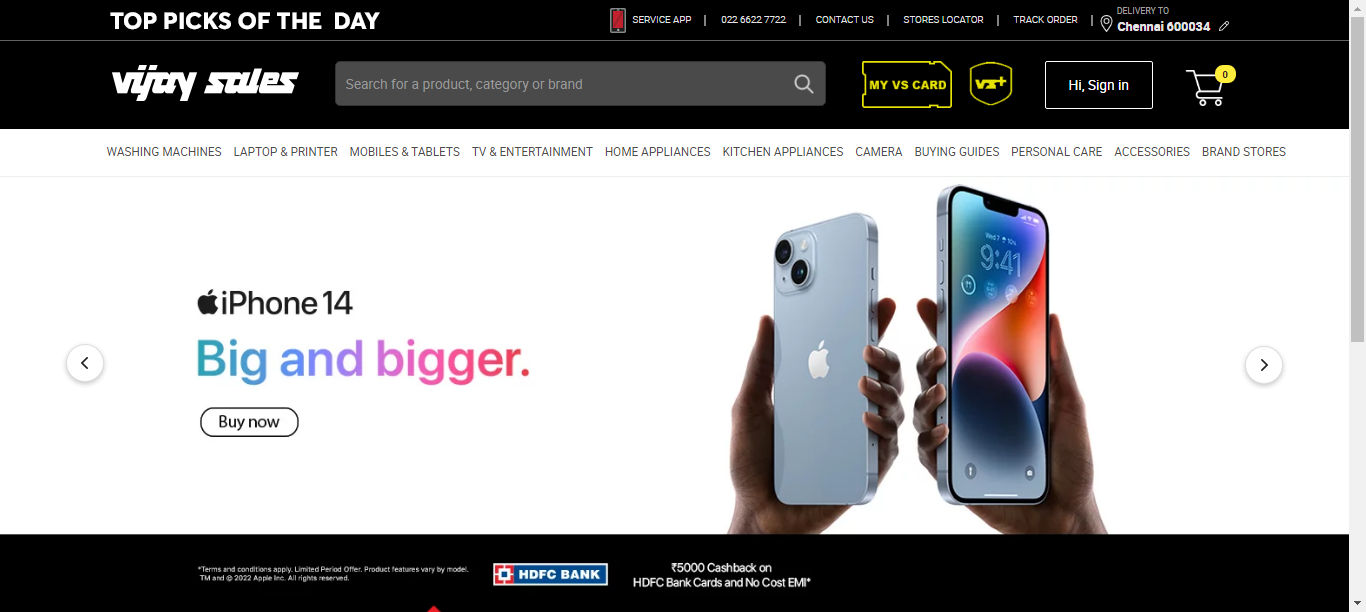 TOP PICKS OF THE DAY
SERVICE APP | 022 6622 7722 | CONTACT US | STORES LOCATOR | TRACK ORDER |
DELIVERY TO
Chennai 600034
vijay sales
Search for a product, category or brand
MY VS CARD
VS+
Hi, Sign in
0
WASHING MACHINES LAPTOP & PRINTER MOBILES & TABLETS TV & ENTERTAINMENT HOME APPLIANCES KITCHEN APPLIANCES CAMERA BUYING GUIDES PERSONAL CARE ACCESSORIES BRAND STORES
iPhone 14
Big and bigger.
Buy now
9:41
*Terms and conditions apply. Limited Period Offer. Product features vary by model.
TM and © 2022 Apple Inc. All rights reserved.
HDFC BANK
₹5000 Cashback on
HDFC Bank Cards and No Cost EMI*